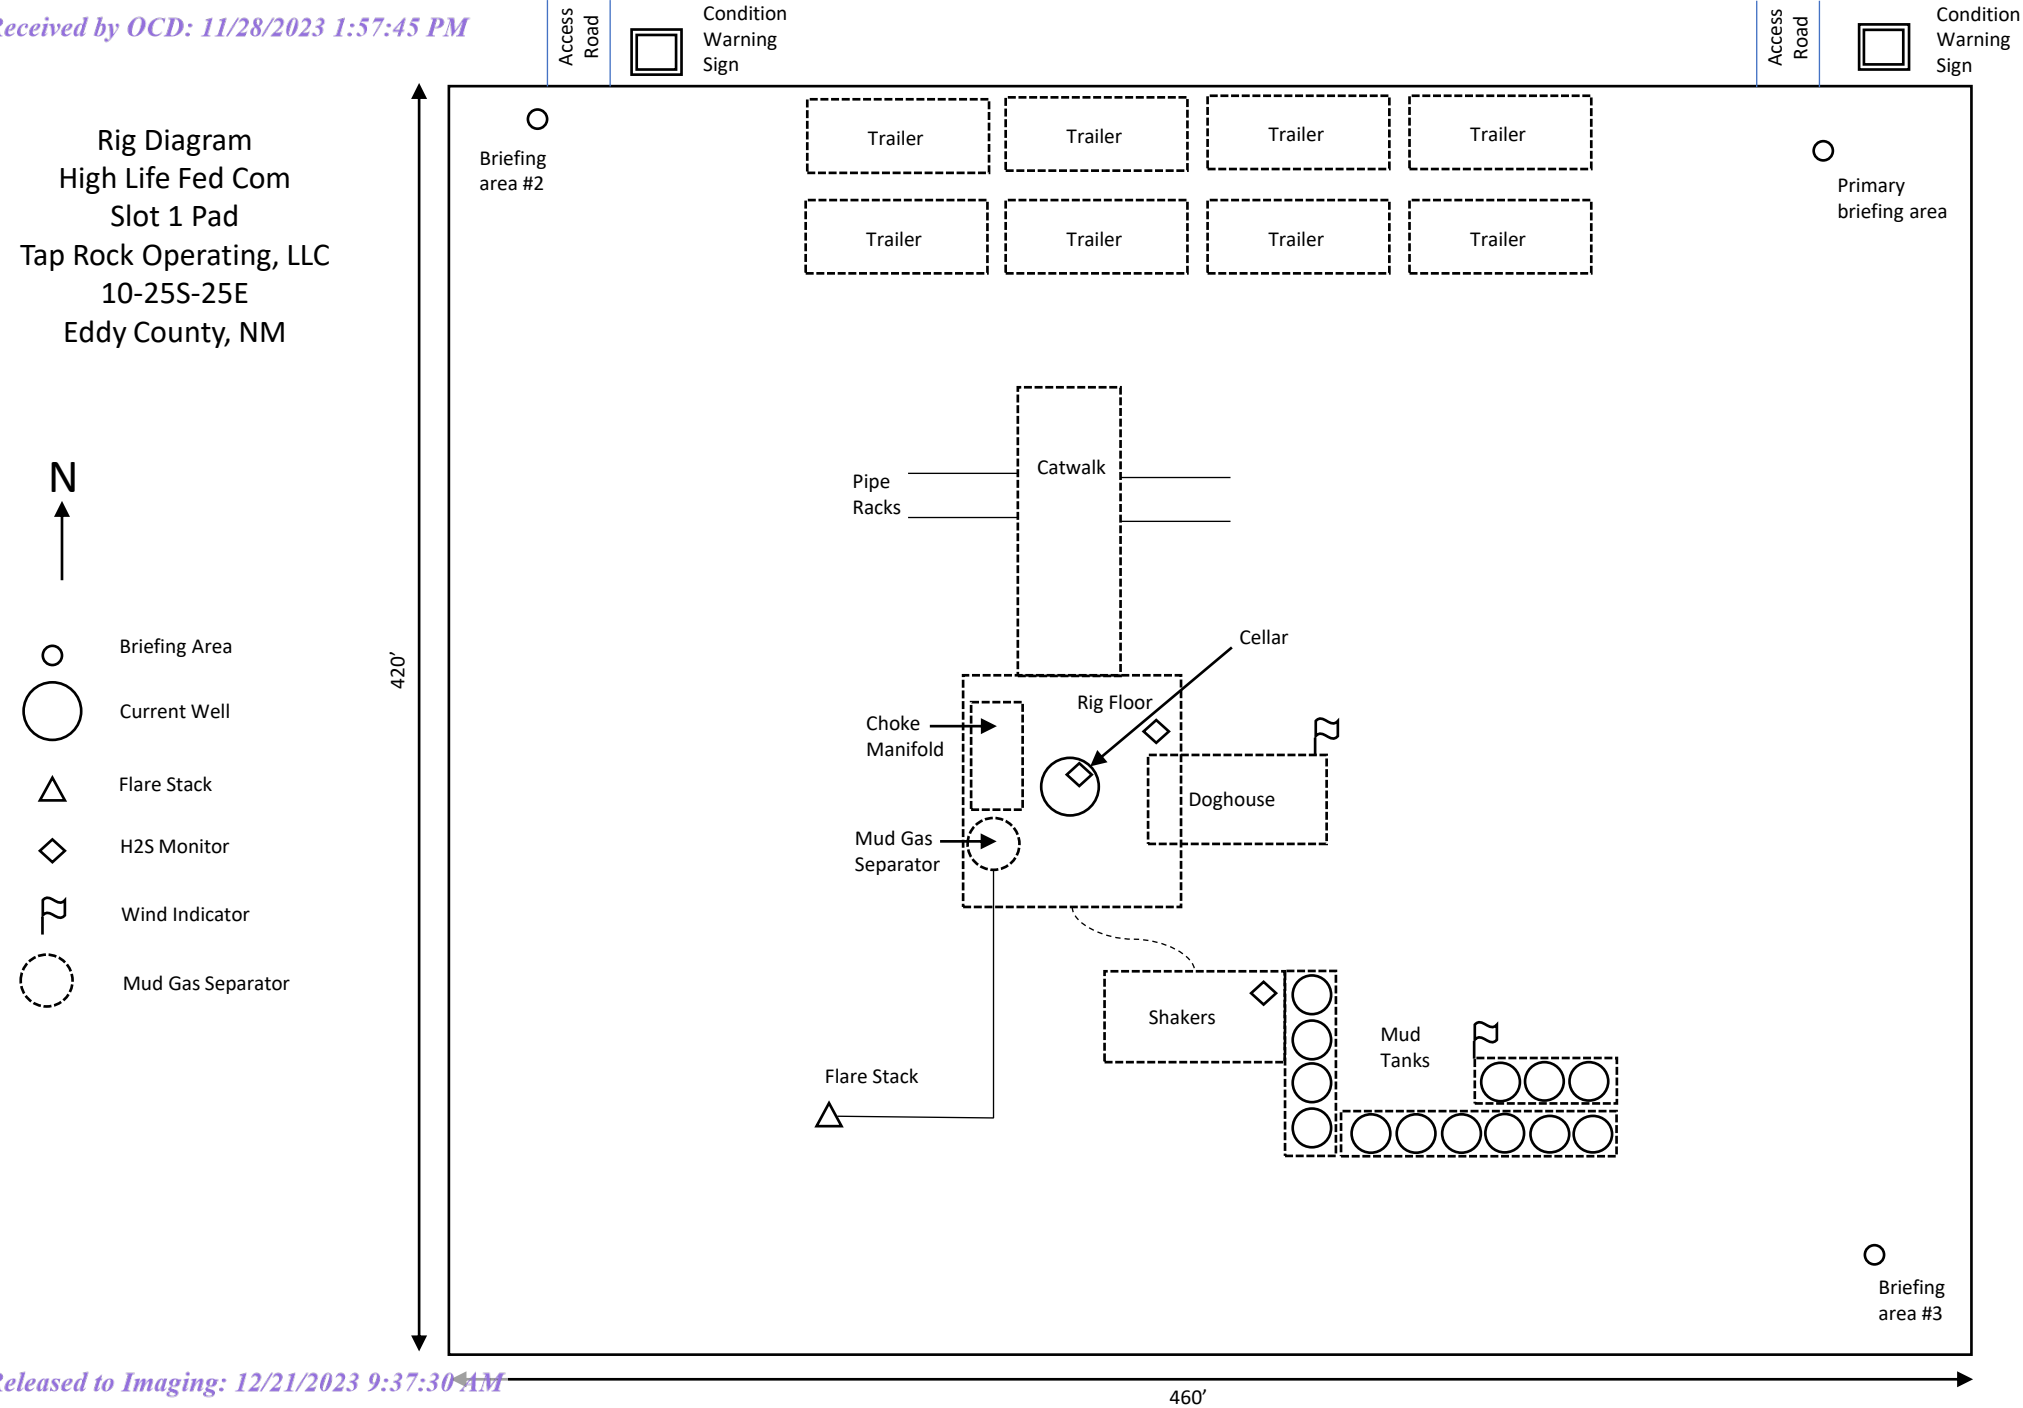 eceived by OCD: 11/28/2023 1:57:45 PM
Access
Road
Condition
Warning
Sign
Access
Road
Condition
Warning
Sign
Rig Diagram
High Life Fed Com
Slot 1 Pad
Tap Rock Operating, LLC
10-25S-25E
Eddy County, NM
Briefing
area #2
Trailer
Trailer
Trailer
Trailer
Primary
briefing area
Trailer
Trailer
Trailer
Trailer
N
Catwalk
Pipe
Racks
Briefing Area
Current Well
Flare Stack
H2S Monitor
Wind Indicator
Mud Gas Separator
420’
Cellar
Rig Floor
Choke
Manifold
Doghouse
Mud Gas
Separator
Shakers
Mud
Tanks
Flare Stack
Briefing
area #3
eleased to Imaging: 12/21/2023 9:37:30 AM
460’